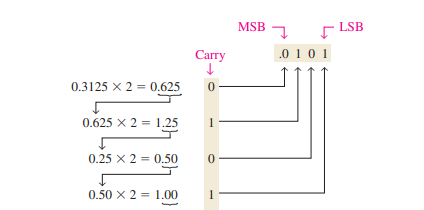 MSB LSB
Carry .0 1 0 1
0.3125 × 2 = 0.625 0
0.625 × 2 = 1.25 1
0.25 × 2 = 0.50 0
0.50 × 2 = 1.00 1